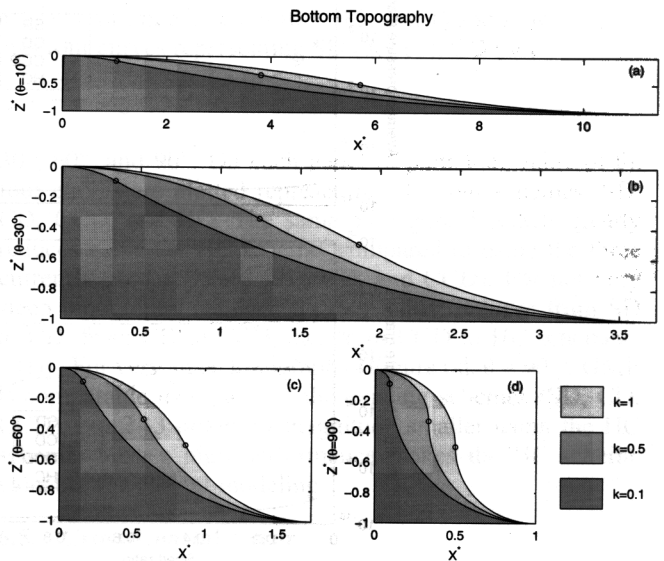 Bottom Topography
(a)
Z* (θ=10°)
0
−0.5
−1
0 2 4 6 8 10
X*
(b)
Z* (θ=30°)
0
−0.2
−0.4
−0.6
−0.8
−1
0 0.5 1 1.5 2 2.5 3 3.5
X*
(c)
Z* (θ=60°)
0
−0.2
−0.4
−0.6
−0.8
−1
0 0.5 1 1.5
X*
(d)
Z* (θ=90°)
0
−0.2
−0.4
−0.6
−0.8
−1
0 0.5 1
X*
k=1
k=0.5
k=0.1